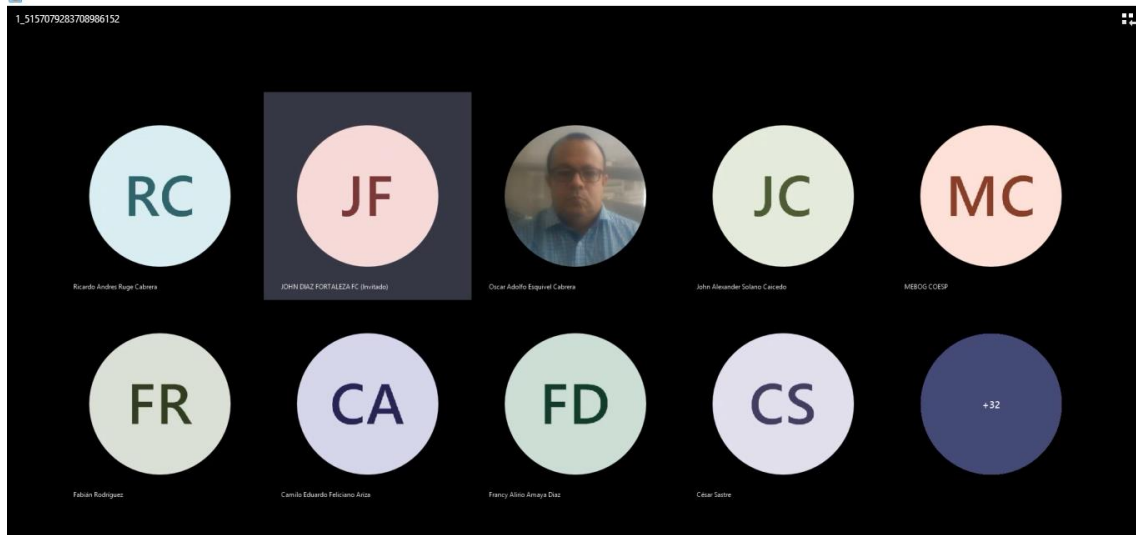 1_5157079283708986152
RC
JF
JC
MC
Ricardo Andres Ruge Cabrera
JOHN DIAZ FORTALEZA FC (Invitado)
Oscar Adolfo Esquivel Cabrera
John Alexander Solano Caicedo
MEBOG COESP
FR
CA
FD
CS
+32
Fabián Rodríguez
Camilo Eduardo Feliciano Ariza
Francy Alirio Amaya Diaz
César Sastre